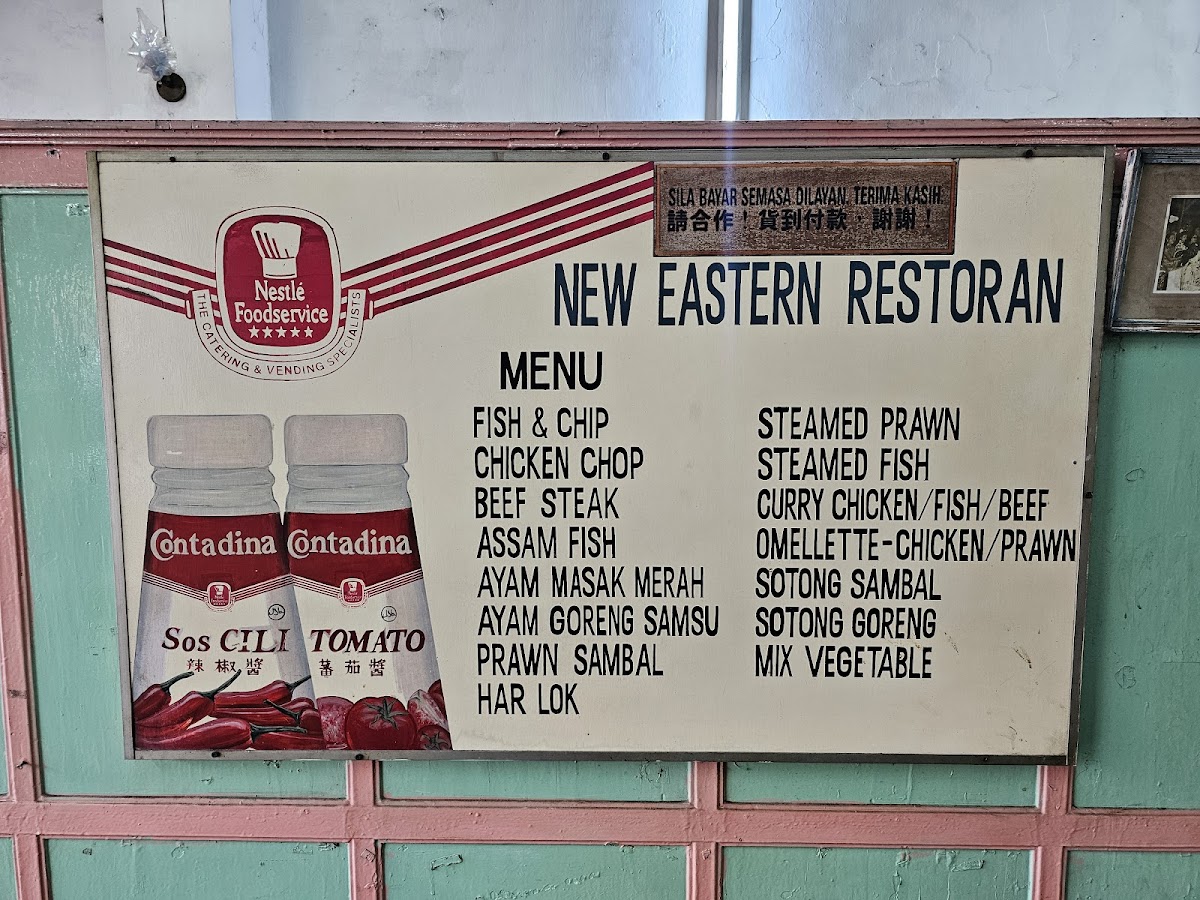 SILA BAYAR SEMASA DILAYAN. TERIMA KASIH.
請合作！貨到付款，謝謝！
Nestlé
Foodservice
THE CATERING & VENDING SPECIALISTS
NEW EASTERN RESTORAN
MENU
FISH & CHIP
CHICKEN CHOP
BEEF STEAK
ASSAM FISH
AYAM MASAK MERAH
AYAM GORENG SAMSU
PRAWN SAMBAL
HAR LOK
STEAMED PRAWN
STEAMED FISH
CURRY CHICKEN/FISH/BEEF
OMELLETTE-CHICKEN/PRAWN
SOTONG SAMBAL
SOTONG GORENG
MIX VEGETABLE
Contadina
Sos CILI
辣椒醬
Contadina
TOMATO
蕃茄醬